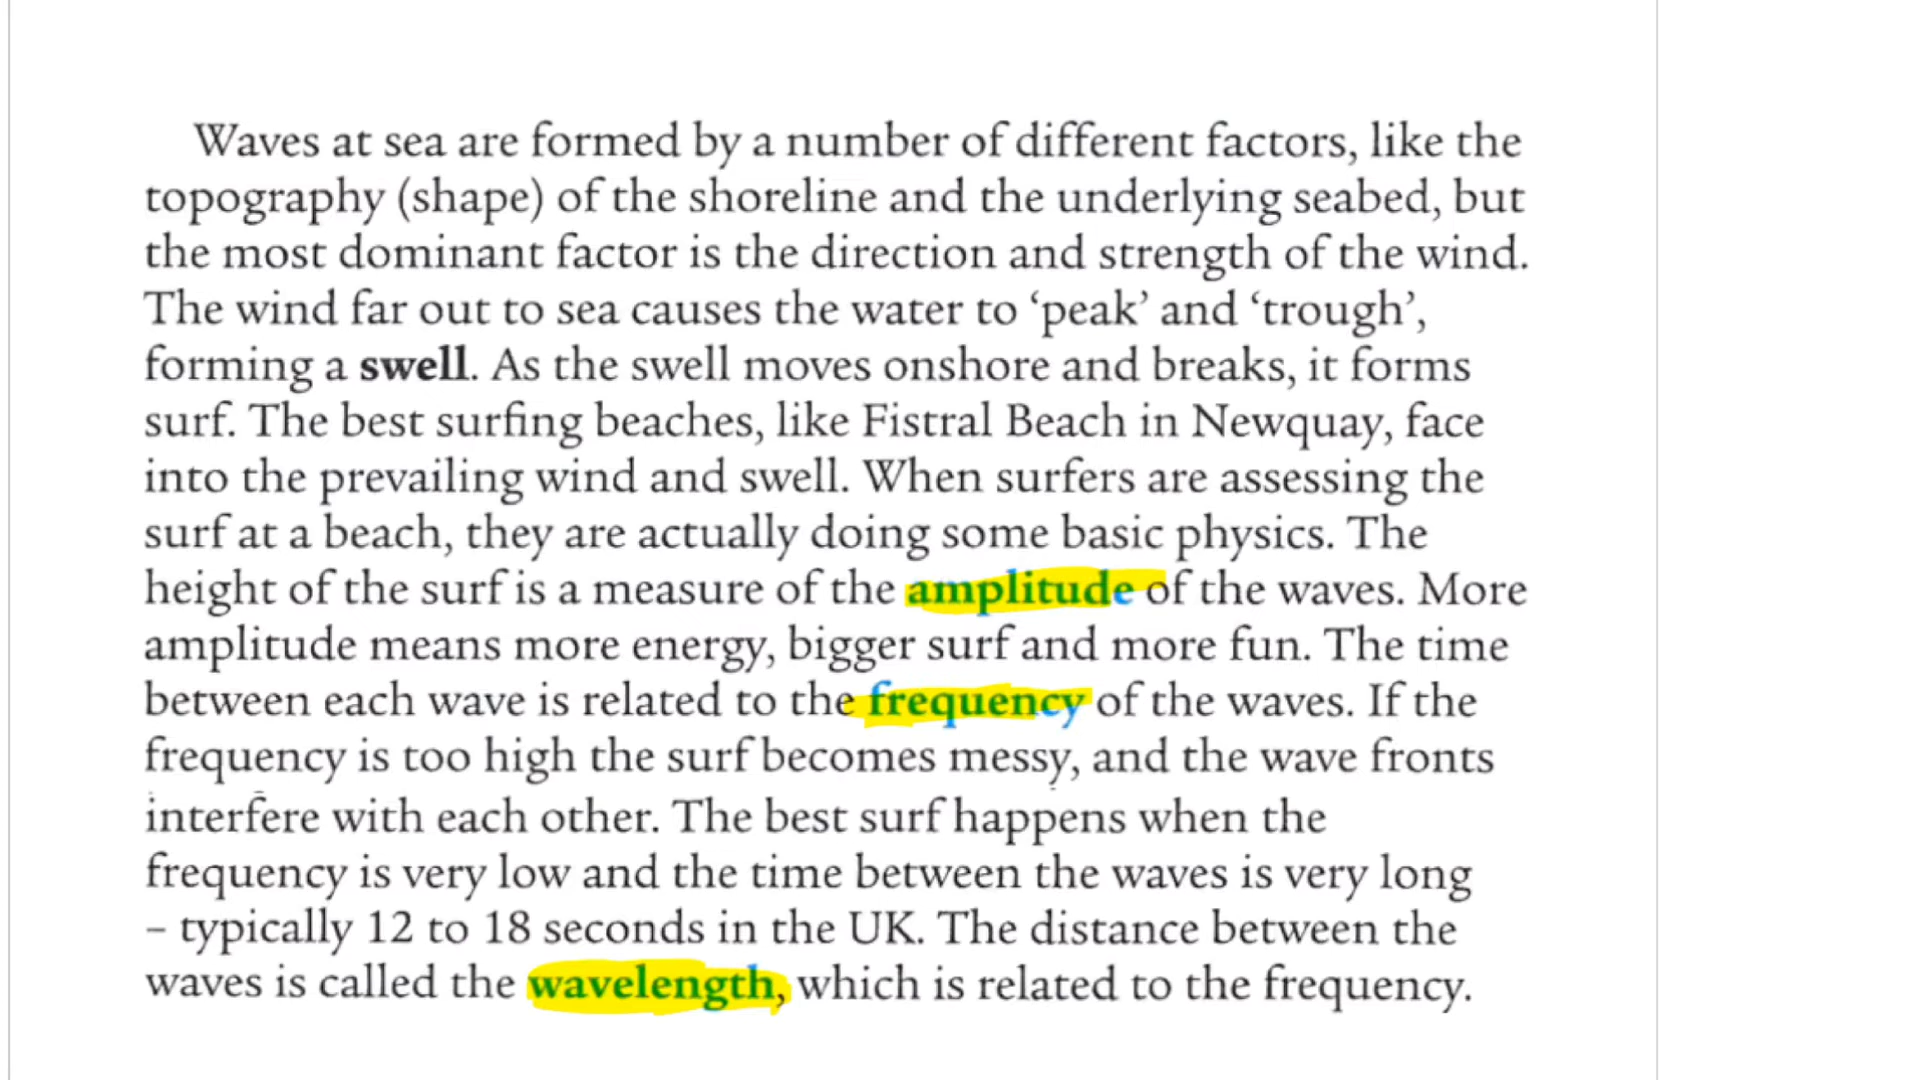 Waves at sea are formed by a number of different factors, like the
topography (shape) of the shoreline and the underlying seabed, but
the most dominant factor is the direction and strength of the wind.
The wind far out to sea causes the water to ‘peak’ and ‘trough’,
forming a swell. As the swell moves onshore and breaks, it forms
surf. The best surfing beaches, like Fistral Beach in Newquay, face
into the prevailing wind and swell. When surfers are assessing the
surf at a beach, they are actually doing some basic physics. The
height of the surf is a measure of the amplitude of the waves. More
amplitude means more energy, bigger surf and more fun. The time
between each wave is related to the frequency of the waves. If the
frequency is too high the surf becomes messy, and the wave fronts
interfere with each other. The best surf happens when the
frequency is very low and the time between the waves is very long
– typically 12 to 18 seconds in the UK. The distance between the
waves is called the wavelength, which is related to the frequency.